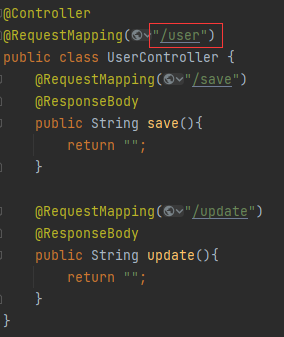 @Controller
@RequestMapping("/user")
public class UserController {
@RequestMapping("/save")
@ResponseBody
public String save(){
return "";
}
@RequestMapping("/update")
@ResponseBody
public String update(){
return "";
}
}